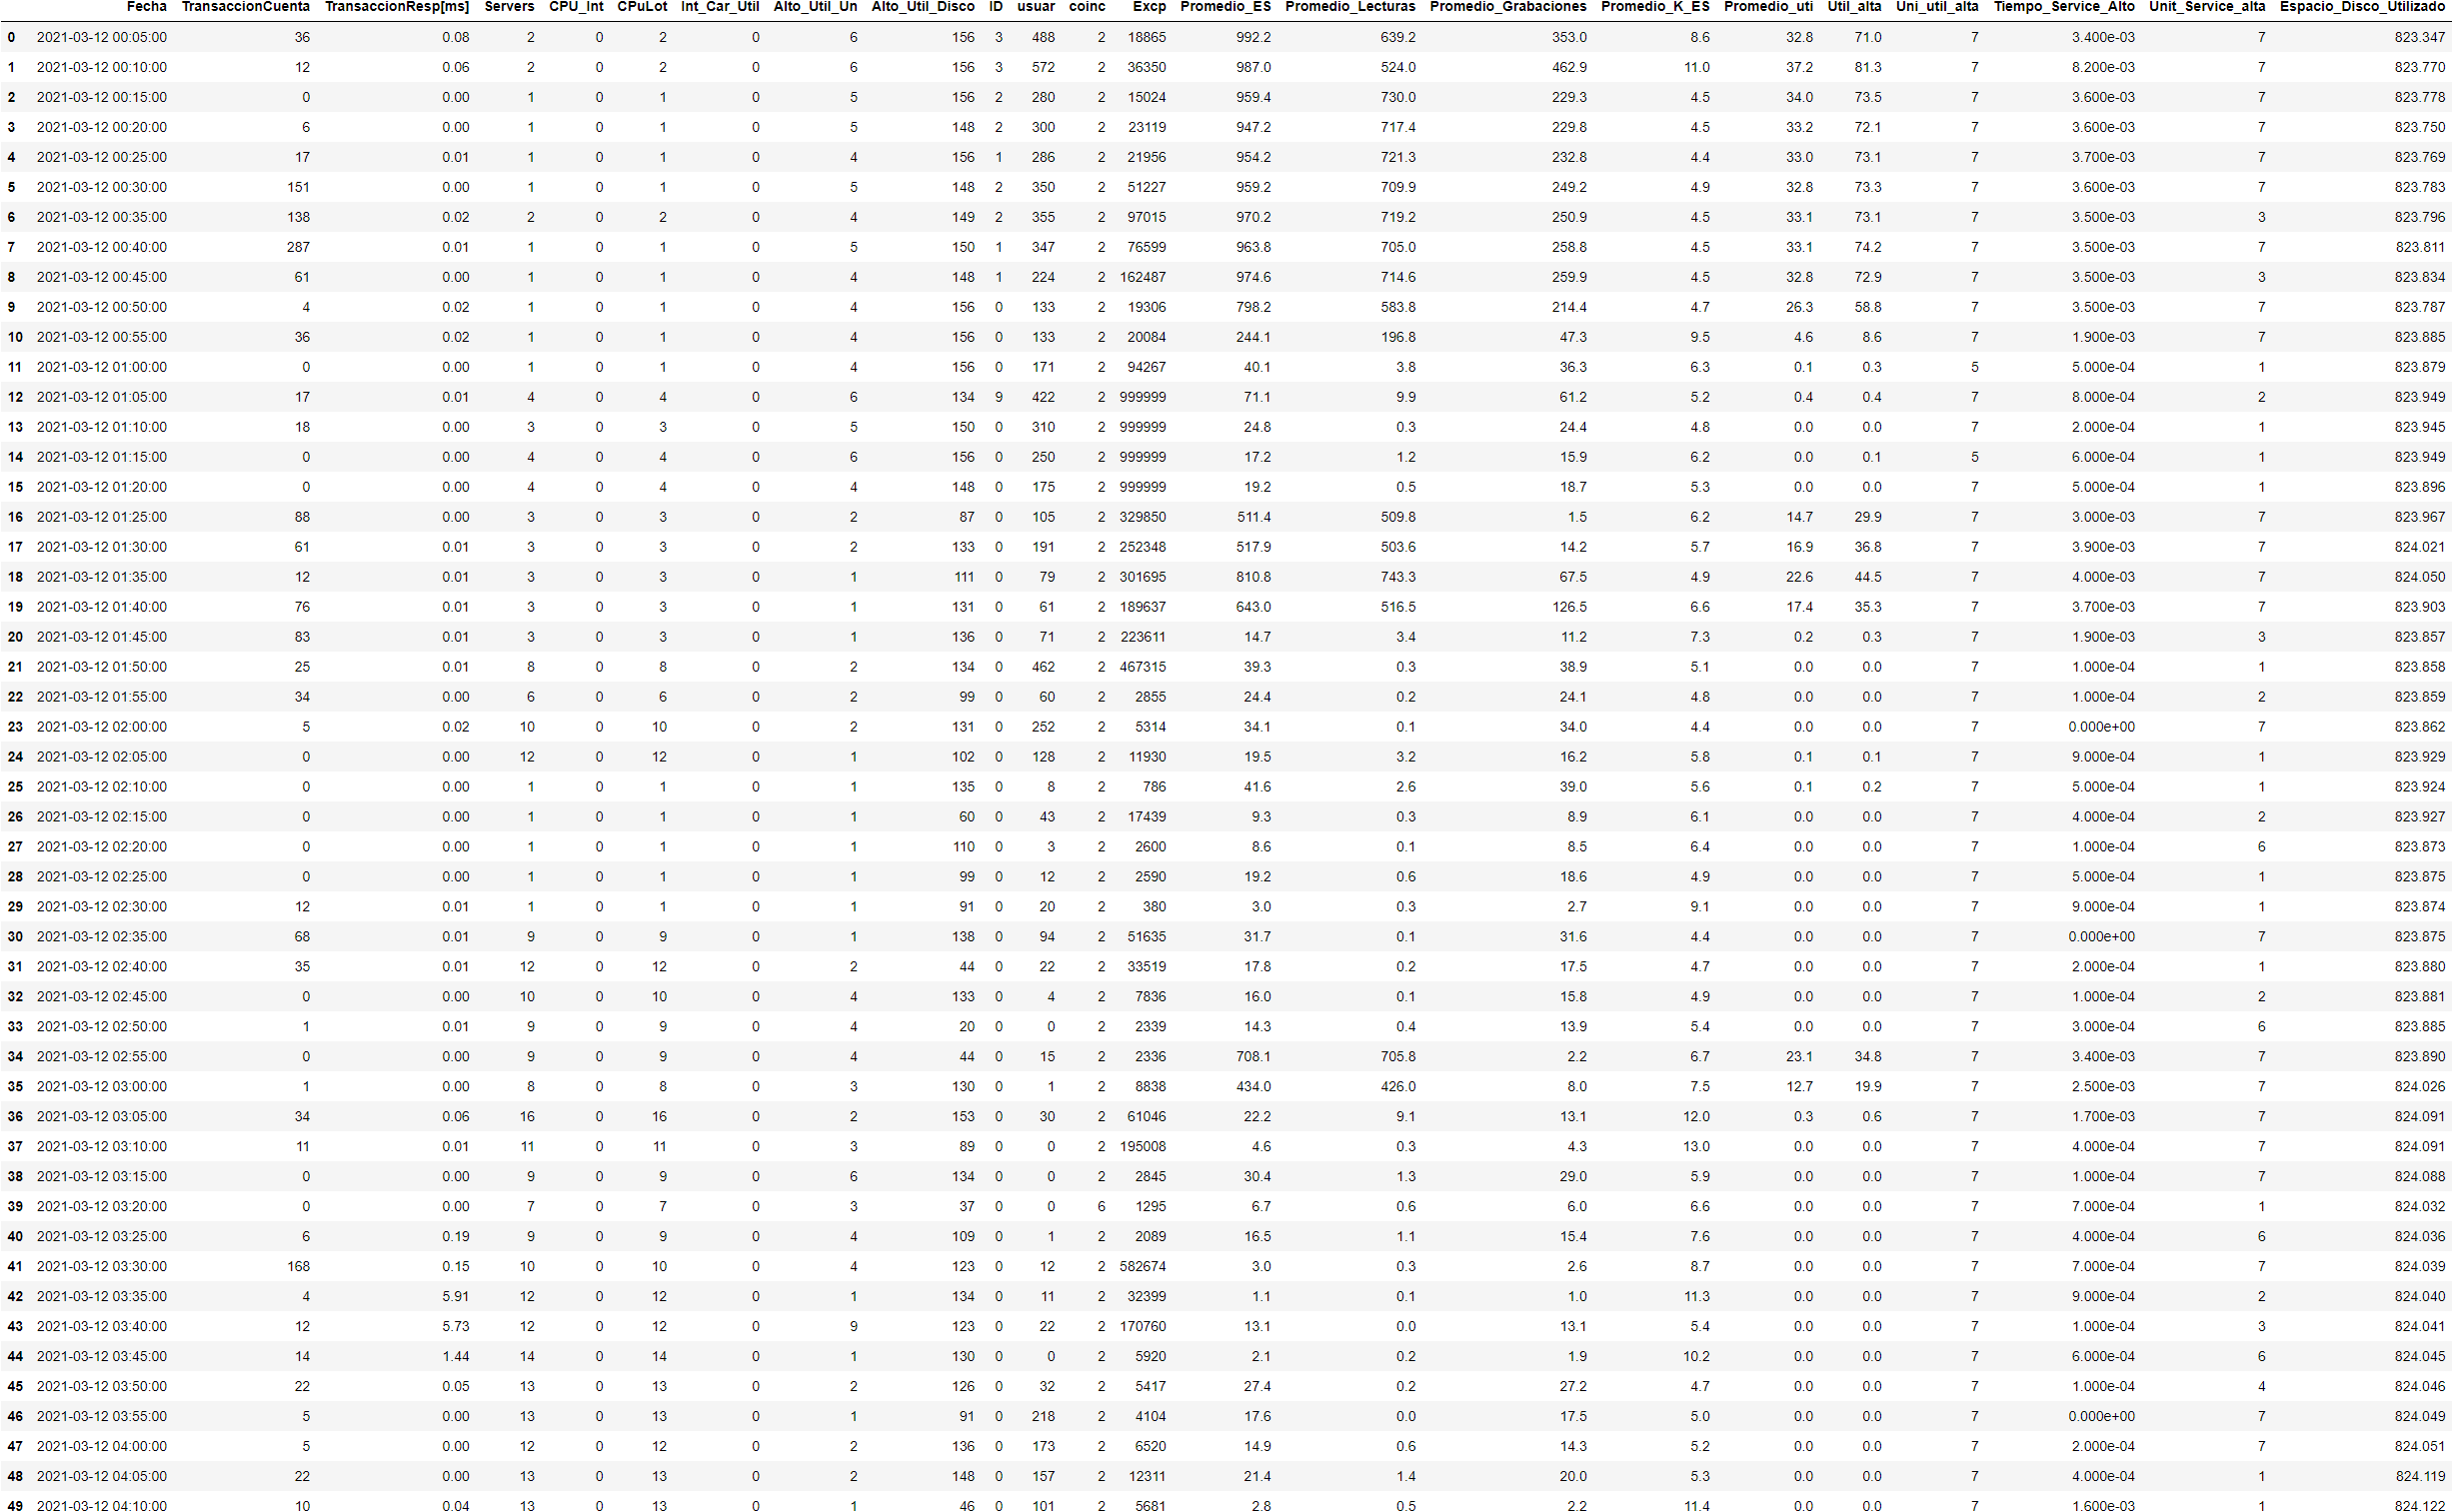 Fecha TransaccionCuenta TransaccionResp[ms] Servers CPU_Int CPuLot Int_Car_Util Alto_Util_Un Alto_Util_Disco ID usuar coinc Excp Promedio_ES Promedio_Lecturas Promedio_Grabaciones Promedio_K_ES Promedio_uti Util_alta Uni_util_alta Tiempo_Service_Alto Unit_Service_alta Espacio_Disco_Utilizado
0 2021-03-12 00:05:00 36 0.08 2 0 2 0 6 156 3 488 2 18865 992.2 639.2 353.0 8.6 32.8 71.0 7 3.400e-03 7 823.347
1 2021-03-12 00:10:00 12 0.06 2 0 2 0 6 156 3 572 2 36350 987.0 524.0 462.9 11.0 37.2 81.3 7 8.200e-03 7 823.770
2 2021-03-12 00:15:00 0 0.00 1 0 1 0 5 156 2 280 2 15024 959.4 730.0 229.3 4.5 34.0 73.5 7 3.600e-03 7 823.778
3 2021-03-12 00:20:00 6 0.00 1 0 1 0 5 148 2 300 2 23119 947.2 717.4 229.8 4.5 33.2 72.1 7 3.600e-03 7 823.750
4 2021-03-12 00:25:00 17 0.01 1 0 1 0 4 156 1 286 2 21956 954.2 721.3 232.8 4.4 33.0 73.1 7 3.700e-03 7 823.769
5 2021-03-12 00:30:00 151 0.00 1 0 1 0 5 148 2 350 2 51227 959.2 709.9 249.2 4.9 32.8 73.3 7 3.600e-03 7 823.783
6 2021-03-12 00:35:00 138 0.02 2 0 2 0 4 149 2 355 2 97015 970.2 719.2 250.9 4.5 33.1 73.1 7 3.500e-03 3 823.796
7 2021-03-12 00:40:00 287 0.01 1 0 1 0 5 150 1 347 2 76599 963.8 705.0 258.8 4.5 33.1 74.2 7 3.500e-03 7 823.811
8 2021-03-12 00:45:00 61 0.00 1 0 1 0 4 148 1 224 2 162487 974.6 714.6 259.9 4.5 32.8 72.9 7 3.500e-03 3 823.834
9 2021-03-12 00:50:00 4 0.02 1 0 1 0 4 156 0 133 2 19306 798.2 583.8 214.4 4.7 26.3 58.8 7 3.500e-03 7 823.787
10 2021-03-12 00:55:00 36 0.02 1 0 1 0 4 156 0 133 2 20084 244.1 196.8 47.3 9.5 4.6 8.6 7 1.900e-03 7 823.885
11 2021-03-12 01:00:00 0 0.00 1 0 1 0 4 156 0 171 2 94267 40.1 3.8 36.3 6.3 0.1 0.3 5 5.000e-04 1 823.879
12 2021-03-12 01:05:00 17 0.01 4 0 4 0 6 134 9 422 2 999999 71.1 9.9 61.2 5.2 0.4 0.4 7 8.000e-04 2 823.949
13 2021-03-12 01:10:00 18 0.00 3 0 3 0 5 150 0 310 2 999999 24.8 0.3 24.4 4.8 0.0 0.0 7 2.000e-04 1 823.945
14 2021-03-12 01:15:00 0 0.00 4 0 4 0 6 156 0 250 2 999999 17.2 1.2 15.9 6.2 0.0 0.1 5 6.000e-04 1 823.949
15 2021-03-12 01:20:00 0 0.00 4 0 4 0 4 148 0 175 2 999999 19.2 0.5 18.7 5.3 0.0 0.0 7 5.000e-04 1 823.896
16 2021-03-12 01:25:00 88 0.00 3 0 3 0 2 87 0 105 2 329850 511.4 509.8 1.5 6.2 14.7 29.9 7 3.000e-03 7 823.967
17 2021-03-12 01:30:00 61 0.01 3 0 3 0 2 133 0 191 2 252348 517.9 503.6 14.2 5.7 16.9 36.8 7 3.900e-03 7 824.021
18 2021-03-12 01:35:00 12 0.01 3 0 3 0 1 111 0 79 2 301695 810.8 743.3 67.5 4.9 22.6 44.5 7 4.000e-03 7 824.050
19 2021-03-12 01:40:00 76 0.01 3 0 3 0 1 131 0 61 2 189637 643.0 516.5 126.5 6.6 17.4 35.3 7 3.700e-03 7 823.903
20 2021-03-12 01:45:00 83 0.01 3 0 3 0 1 136 0 71 2 223611 14.7 3.4 11.2 7.3 0.2 0.3 7 1.900e-03 3 823.857
21 2021-03-12 01:50:00 25 0.01 8 0 8 0 2 134 0 462 2 467315 39.3 0.3 38.9 5.1 0.0 0.0 7 1.000e-04 1 823.858
22 2021-03-12 01:55:00 34 0.00 6 0 6 0 2 99 0 60 2 2855 24.4 0.2 24.1 4.8 0.0 0.0 7 1.000e-04 2 823.859
23 2021-03-12 02:00:00 5 0.02 10 0 10 0 2 131 0 252 2 5314 34.1 0.1 34.0 4.4 0.0 0.0 7 0.000e+00 7 823.862
24 2021-03-12 02:05:00 0 0.00 12 0 12 0 1 102 0 128 2 11930 19.5 3.2 16.2 5.8 0.1 0.1 7 9.000e-04 1 823.929
25 2021-03-12 02:10:00 0 0.00 1 0 1 0 1 135 0 8 2 786 41.6 2.6 39.0 5.6 0.1 0.2 7 5.000e-04 1 823.924
26 2021-03-12 02:15:00 0 0.00 1 0 1 0 1 60 0 43 2 17439 9.3 0.3 8.9 6.1 0.0 0.0 7 4.000e-04 2 823.927
27 2021-03-12 02:20:00 0 0.00 1 0 1 0 1 110 0 3 2 2600 8.6 0.1 8.5 6.4 0.0 0.0 7 1.000e-04 6 823.873
28 2021-03-12 02:25:00 0 0.00 1 0 1 0 1 99 0 12 2 2590 19.2 0.6 18.6 4.9 0.0 0.0 7 5.000e-04 1 823.875
29 2021-03-12 02:30:00 12 0.01 1 0 1 0 1 91 0 20 2 380 3.0 0.3 2.7 9.1 0.0 0.0 7 9.000e-04 1 823.874
30 2021-03-12 02:35:00 68 0.01 9 0 9 0 1 138 0 94 2 51635 31.7 0.1 31.6 4.4 0.0 0.0 7 0.000e+00 7 823.875
31 2021-03-12 02:40:00 35 0.01 12 0 12 0 2 44 0 22 2 33519 17.8 0.2 17.5 4.7 0.0 0.0 7 2.000e-04 1 823.880
32 2021-03-12 02:45:00 0 0.00 10 0 10 0 4 133 0 4 2 7836 16.0 0.1 15.8 4.9 0.0 0.0 7 1.000e-04 2 823.881
33 2021-03-12 02:50:00 1 0.01 9 0 9 0 4 20 0 0 2 2339 14.3 0.4 13.9 5.4 0.0 0.0 7 3.000e-04 6 823.885
34 2021-03-12 02:55:00 0 0.00 9 0 9 0 4 44 0 15 2 2336 708.1 705.8 2.2 6.7 23.1 34.8 7 3.400e-03 7 823.890
35 2021-03-12 03:00:00 1 0.00 8 0 8 0 3 130 0 1 2 8838 434.0 426.0 8.0 7.5 12.7 19.9 7 2.500e-03 7 824.026
36 2021-03-12 03:05:00 34 0.06 16 0 16 0 2 153 0 30 2 61046 22.2 9.1 13.1 12.0 0.3 0.6 7 1.700e-03 7 824.091
37 2021-03-12 03:10:00 11 0.01 11 0 11 0 3 89 0 0 2 195008 4.6 0.3 4.3 13.0 0.0 0.0 7 4.000e-04 7 824.091
38 2021-03-12 03:15:00 0 0.00 9 0 9 0 6 134 0 0 2 2845 30.4 1.3 29.0 5.9 0.0 0.0 7 1.000e-04 7 824.088
39 2021-03-12 03:20:00 0 0.00 7 0 7 0 3 37 0 0 6 1295 6.7 0.6 6.0 6.6 0.0 0.0 7 7.000e-04 1 824.032
40 2021-03-12 03:25:00 6 0.19 9 0 9 0 4 109 0 1 2 2089 16.5 1.1 15.4 7.6 0.0 0.0 7 4.000e-04 6 824.036
41 2021-03-12 03:30:00 168 0.15 10 0 10 0 4 123 0 12 2 582674 3.0 0.3 2.6 8.7 0.0 0.0 7 7.000e-04 7 824.039
42 2021-03-12 03:35:00 4 5.91 12 0 12 0 1 134 0 11 2 32399 1.1 0.1 1.0 11.3 0.0 0.0 7 9.000e-04 2 824.040
43 2021-03-12 03:40:00 12 5.73 12 0 12 0 9 123 0 22 2 170760 13.1 0.0 13.1 5.4 0.0 0.0 7 1.000e-04 3 824.041
44 2021-03-12 03:45:00 14 1.44 14 0 14 0 1 130 0 0 2 5920 2.1 0.2 1.9 10.2 0.0 0.0 7 6.000e-04 6 824.045
45 2021-03-12 03:50:00 22 0.05 13 0 13 0 2 126 0 32 2 5417 27.4 0.2 27.2 4.7 0.0 0.0 7 1.000e-04 4 824.046
46 2021-03-12 03:55:00 5 0.00 13 0 13 0 1 91 0 218 2 4104 17.6 0.0 17.5 5.0 0.0 0.0 7 0.000e+00 7 824.049
47 2021-03-12 04:00:00 5 0.00 12 0 12 0 2 136 0 173 2 6520 14.9 0.6 14.3 5.2 0.0 0.0 7 2.000e-04 7 824.051
48 2021-03-12 04:05:00 22 0.00 13 0 13 0 2 148 0 157 2 12311 21.4 1.4 20.0 5.3 0.0 0.0 7 4.000e-04 1 824.119
49 2021-03-12 04:10:00 10 0.04 13 0 13 0 1 46 0 101 2 5681 2.8 0.5 2.2 11.4 0.0 0.0 7 1.600e-03 1 824.122